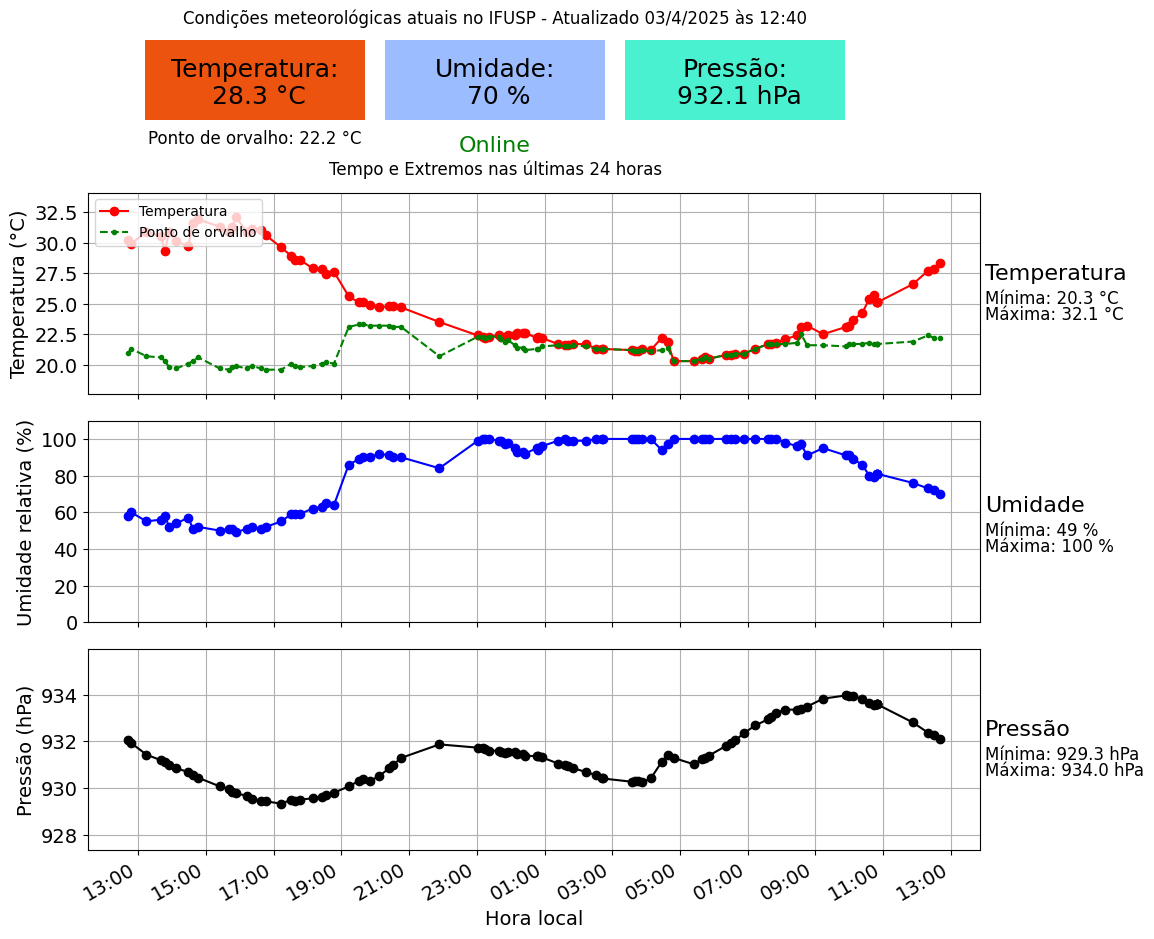 Condições meteorológicas atuais no IFUSP - Atualizado 03/4/2025 às 12:40
Temperatura:
28.3 °C
Umidade:
70 %
Pressão:
932.1 hPa
Ponto de orvalho: 22.2 °C
Online
Tempo e Extremos nas últimas 24 horas
Temperatura (°C)
32.5
30.0
27.5
25.0
22.5
20.0
Temperatura
Ponto de orvalho
Temperatura
Mínima: 20.3 °C
Máxima: 32.1 °C
Umidade relativa (%)
100
80
60
40
20
0
Umidade
Mínima: 49 %
Máxima: 100 %
Pressão (hPa)
934
932
930
928
Pressão
Mínima: 929.3 hPa
Máxima: 934.0 hPa
13:00
15:00
17:00
19:00
21:00
23:00
01:00
03:00
05:00
07:00
09:00
11:00
13:00
Hora local